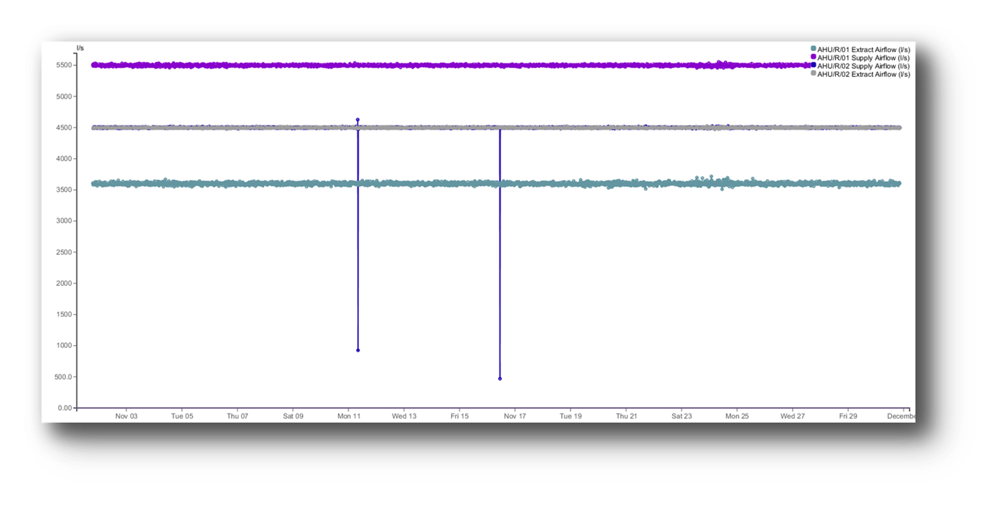 l/s
AHU/R/01 Extract Airflow (l/s)
AHU/R/01 Supply Airflow (l/s)
AHU/R/02 Supply Airflow (l/s)
AHU/R/02 Extract Airflow (l/s)
5500
5000
4500
4000
3500
3000
2500
2000
1500
1000
500.0
0.00
Nov 03 Tue 05 Thu 07 Sat 09 Mon 11 Wed 13 Fri 15 Nov 17 Tue 19 Thu 21 Sat 23 Mon 25 Wed 27 Fri 29 Decembe